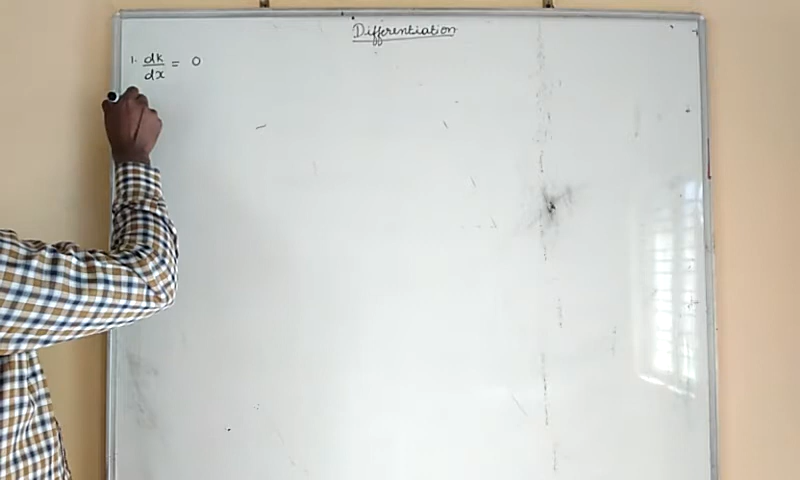 Differentiation
1. dk/dx = 0